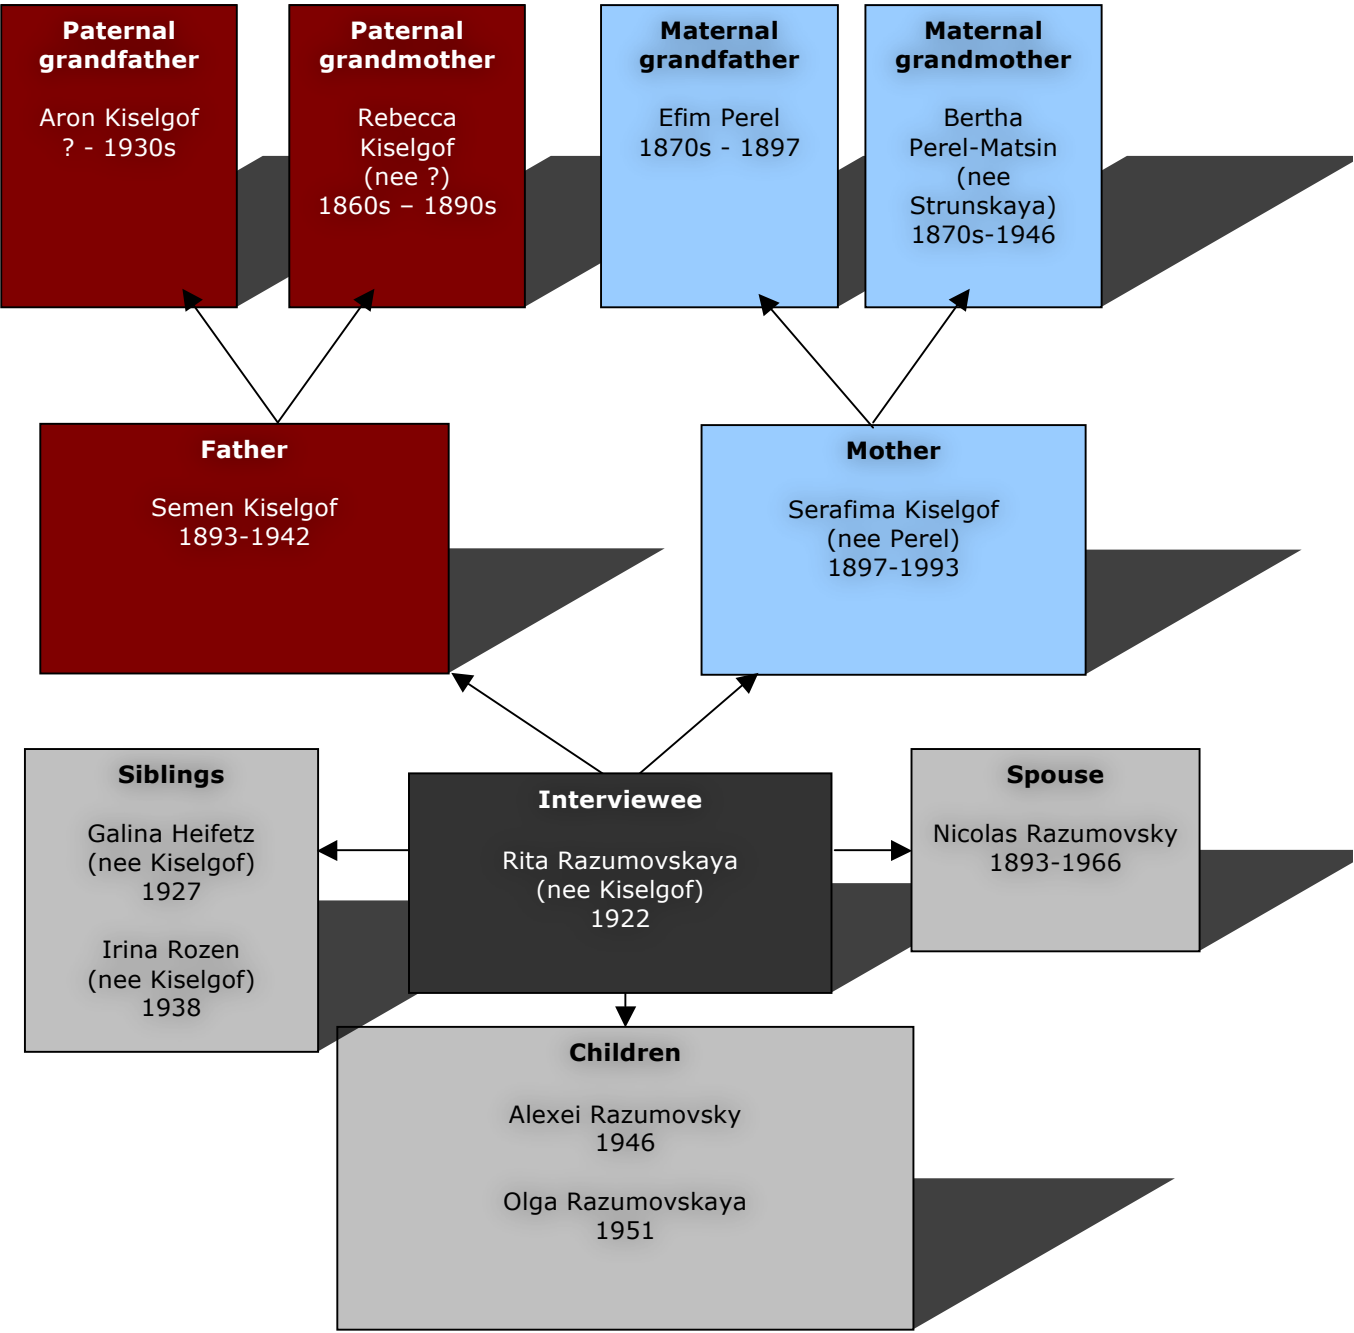 Paternal
grandfather
Aron Kiselgof
? - 1930s
Paternal
grandmother
Rebecca
Kiselgof
(nee ?)
1860s – 1890s
Maternal
grandfather
Efim Perel
1870s - 1897
Maternal
grandmother
Bertha
Perel-Matsin
(nee
Strunskaya)
1870s-1946
Father
Semen Kiselgof
1893-1942
Mother
Serafima Kiselgof
(nee Perel)
1897-1993
Siblings
Galina Heifetz
(nee Kiselgof)
1927
Irina Rozen
(nee Kiselgof)
1938
Interviewee
Rita Razumovskaya
(nee Kiselgof)
1922
Spouse
Nicolas Razumovsky
1893-1966
Children
Alexei Razumovsky
1946
Olga Razumovskaya
1951